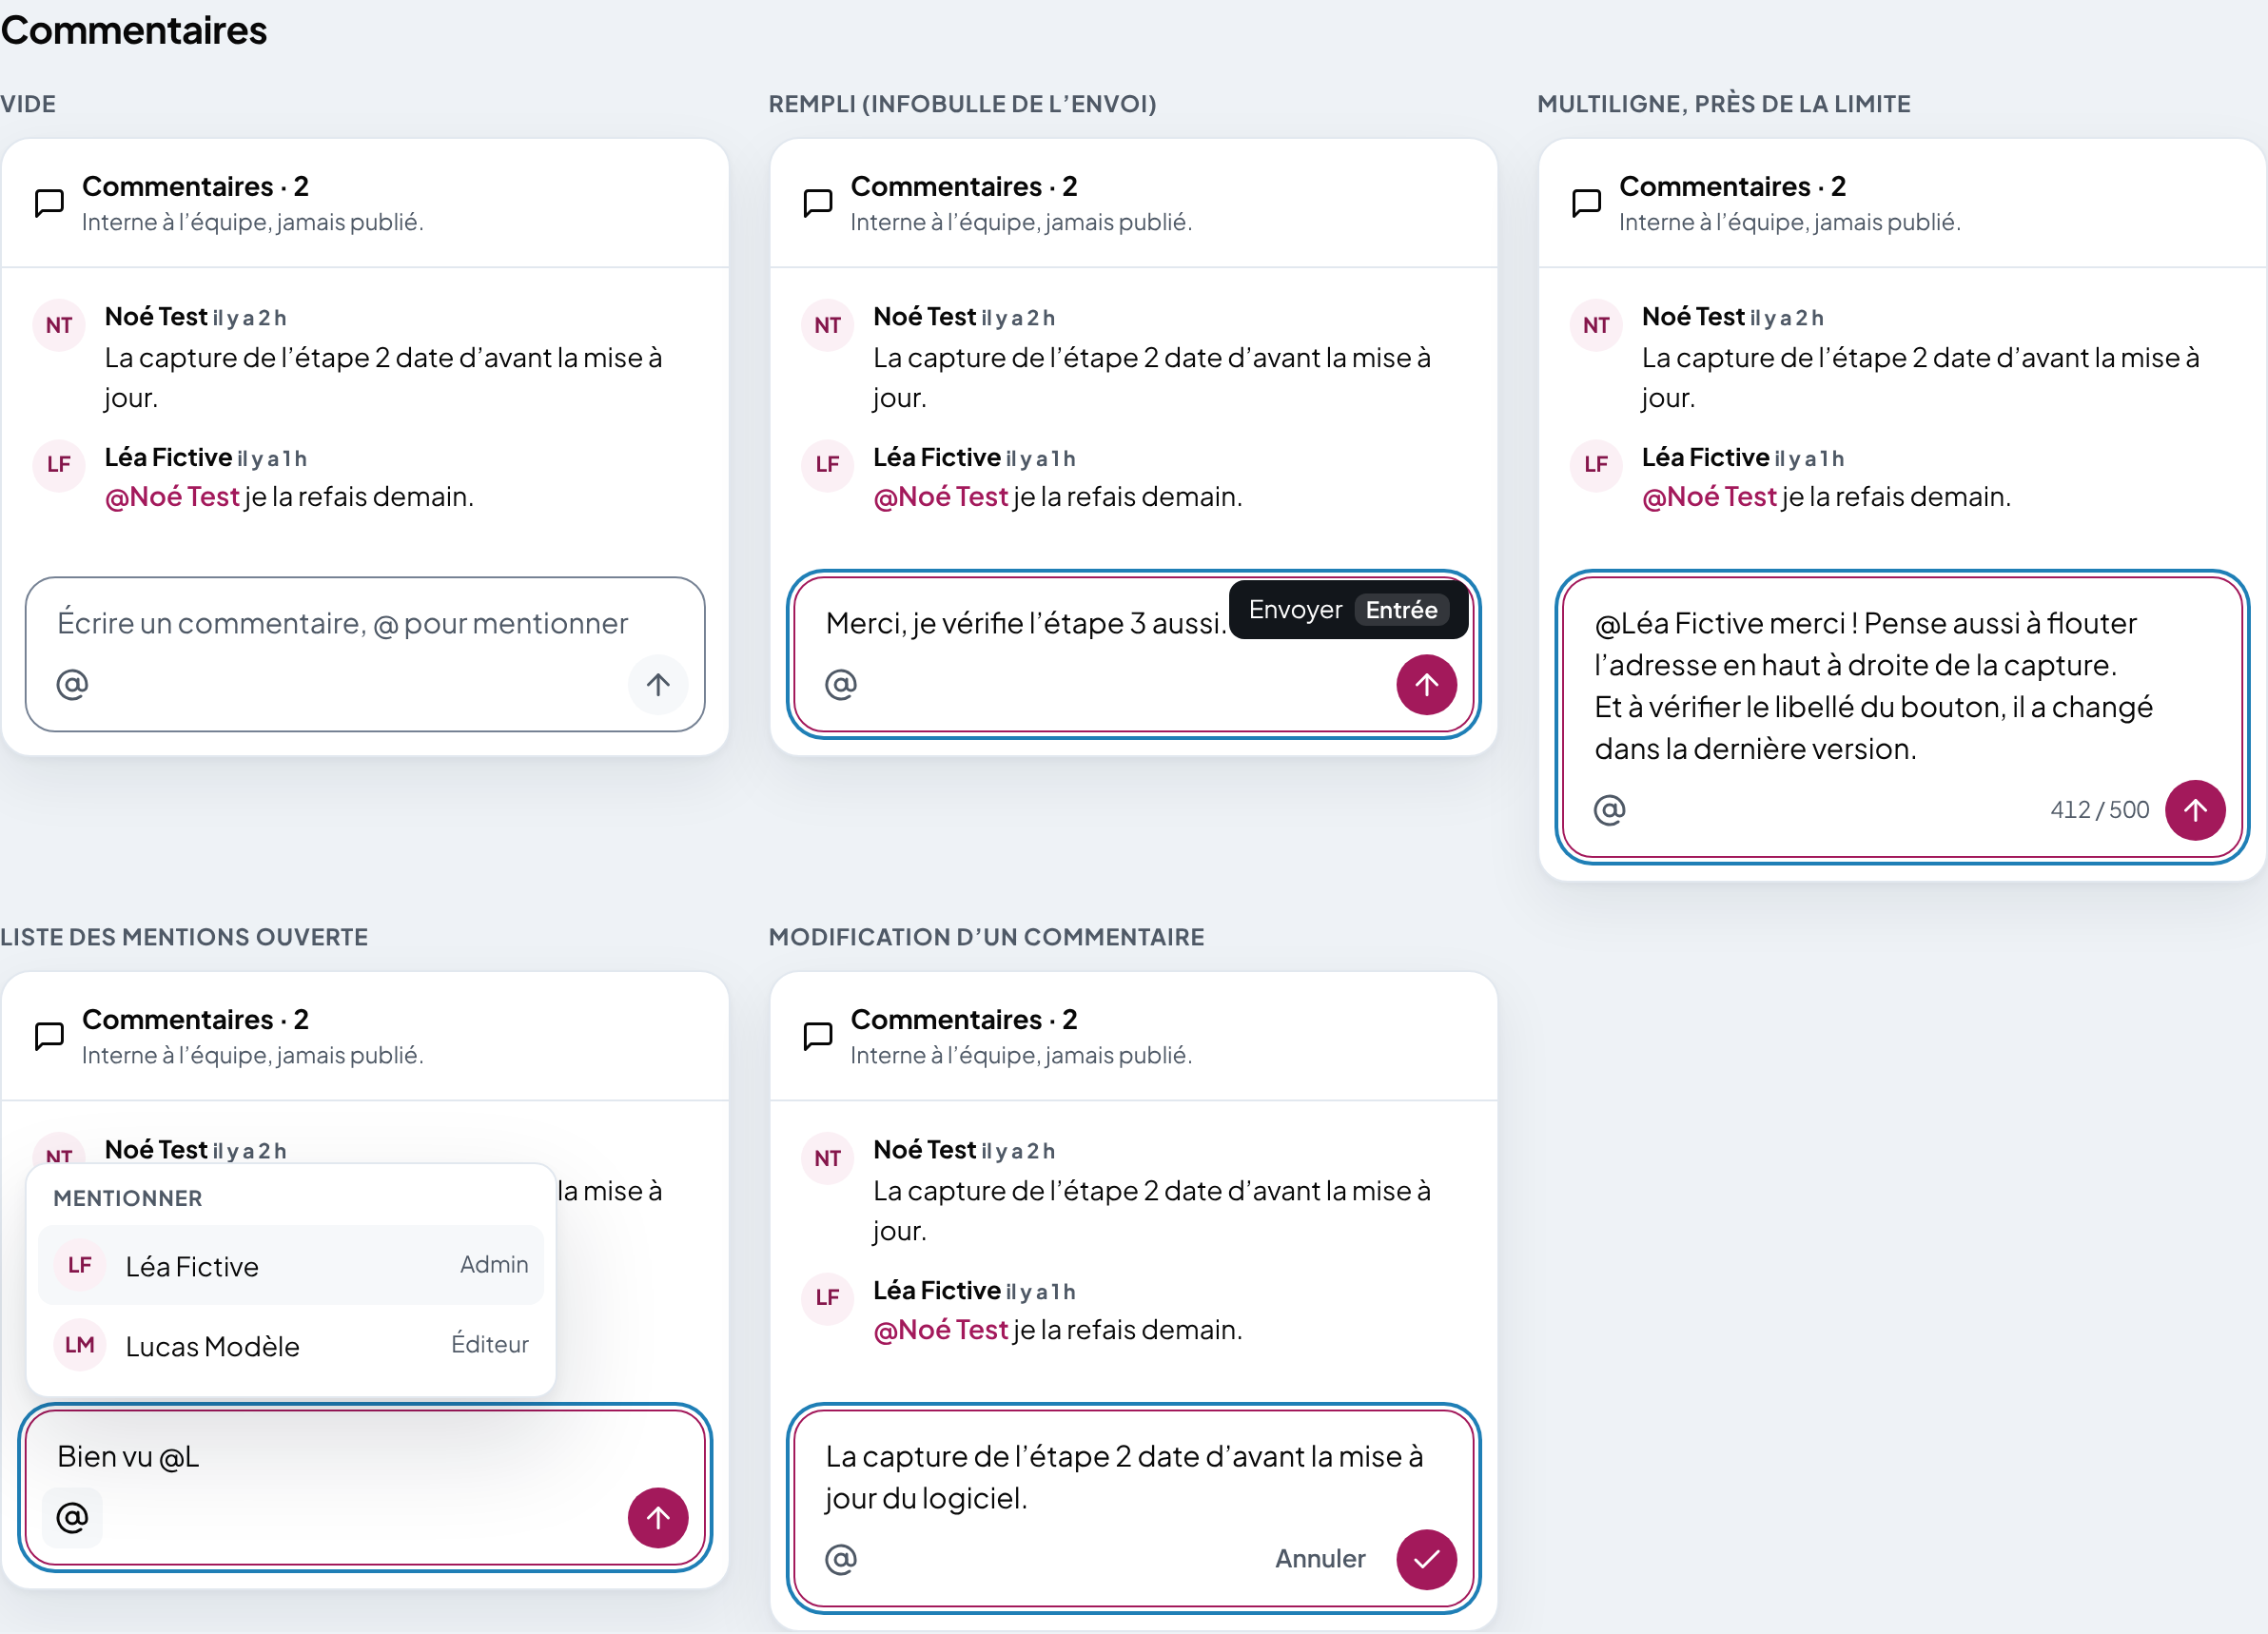 Commentaires
VIDE
Commentaires · 2
Interne à l’équipe, jamais publié.
NT
Noé Test il y a 2 h
La capture de l’étape 2 date d’avant la mise à
jour.
LF
Léa Fictive il y a 1 h
@Noé Test je la refais demain.
Écrire un commentaire, @ pour mentionner
@
REMPLI (INFOBULLE DE L’ENVOI)
Commentaires · 2
Interne à l’équipe, jamais publié.
NT
Noé Test il y a 2 h
La capture de l’étape 2 date d’avant la mise à
jour.
LF
Léa Fictive il y a 1 h
@Noé Test je la refais demain.
Merci, je vérifie l’étape 3 aussi.
Envoyer Entrée
@
MULTILIGNE, PRÈS DE LA LIMITE
Commentaires · 2
Interne à l’équipe, jamais publié.
NT
Noé Test il y a 2 h
La capture de l’étape 2 date d’avant la mise à
jour.
LF
Léa Fictive il y a 1 h
@Noé Test je la refais demain.
@Léa Fictive merci ! Pense aussi à flouter
l’adresse en haut à droite de la capture.
Et à vérifier le libellé du bouton, il a changé
dans la dernière version.
@
412 / 500
LISTE DES MENTIONS OUVERTE
Commentaires · 2
Interne à l’équipe, jamais publié.
NT
Noé Test il y a 2 h
la mise à
MENTIONNER
LF Léa Fictive Admin
LM Lucas Modèle Éditeur
Bien vu @L
@
MODIFICATION D’UN COMMENTAIRE
Commentaires · 2
Interne à l’équipe, jamais publié.
NT
Noé Test il y a 2 h
La capture de l’étape 2 date d’avant la mise à
jour.
LF
Léa Fictive il y a 1 h
@Noé Test je la refais demain.
La capture de l’étape 2 date d’avant la mise à
jour du logiciel.
@
Annuler